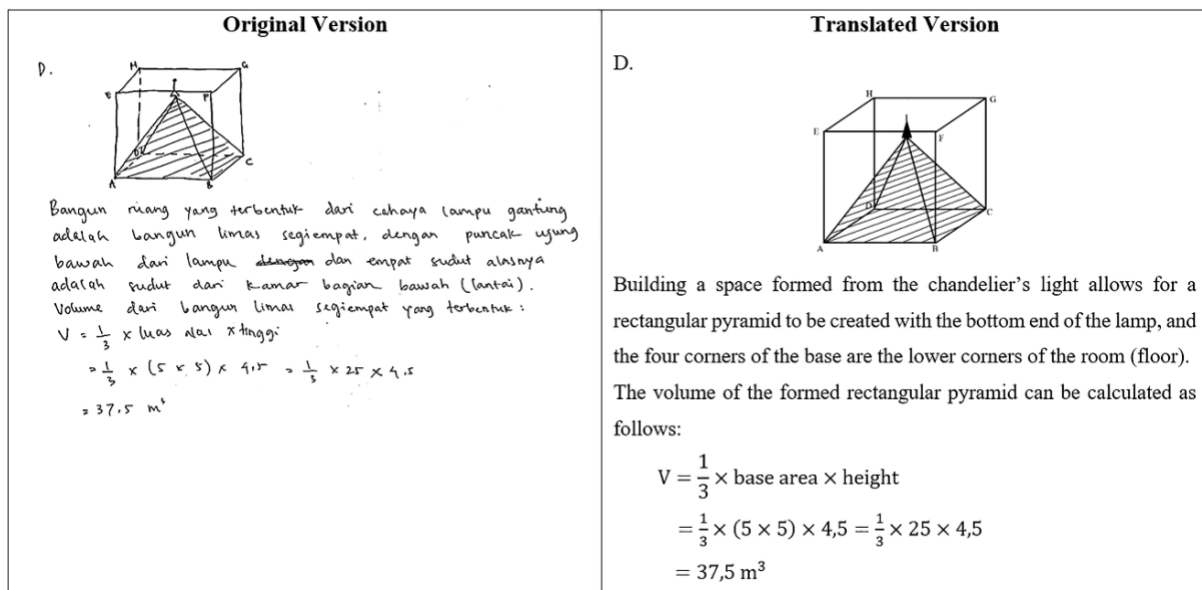 Original Version
D.
H
G
E
F
D
C
A
B
Bangun ruang yang terbentuk dari cahaya lampu gantung
adalah bangun limas segiempat, dengan puncak ujung
bawah dari lampu dan empat sudut alasnya
adalah sudut dari kamar bagian bawah (lantai).
Volume dari bangun limas segiempat yang terbentuk :
V = 1/3 × luas alas × tinggi
= 1/3 × (5 × 5) × 4,5 = 1/3 × 25 × 4.5
= 37.5 m³
Translated Version
D.
H
G
E
F
D
C
A
B
Building a space formed from the chandelier’s light allows for a
rectangular pyramid to be created with the bottom end of the lamp, and
the four corners of the base are the lower corners of the room (floor).
The volume of the formed rectangular pyramid can be calculated as
follows:
V = 1/3 × base area × height
= 1/3 × (5 × 5) × 4,5 = 1/3 × 25 × 4,5
= 37,5 m³